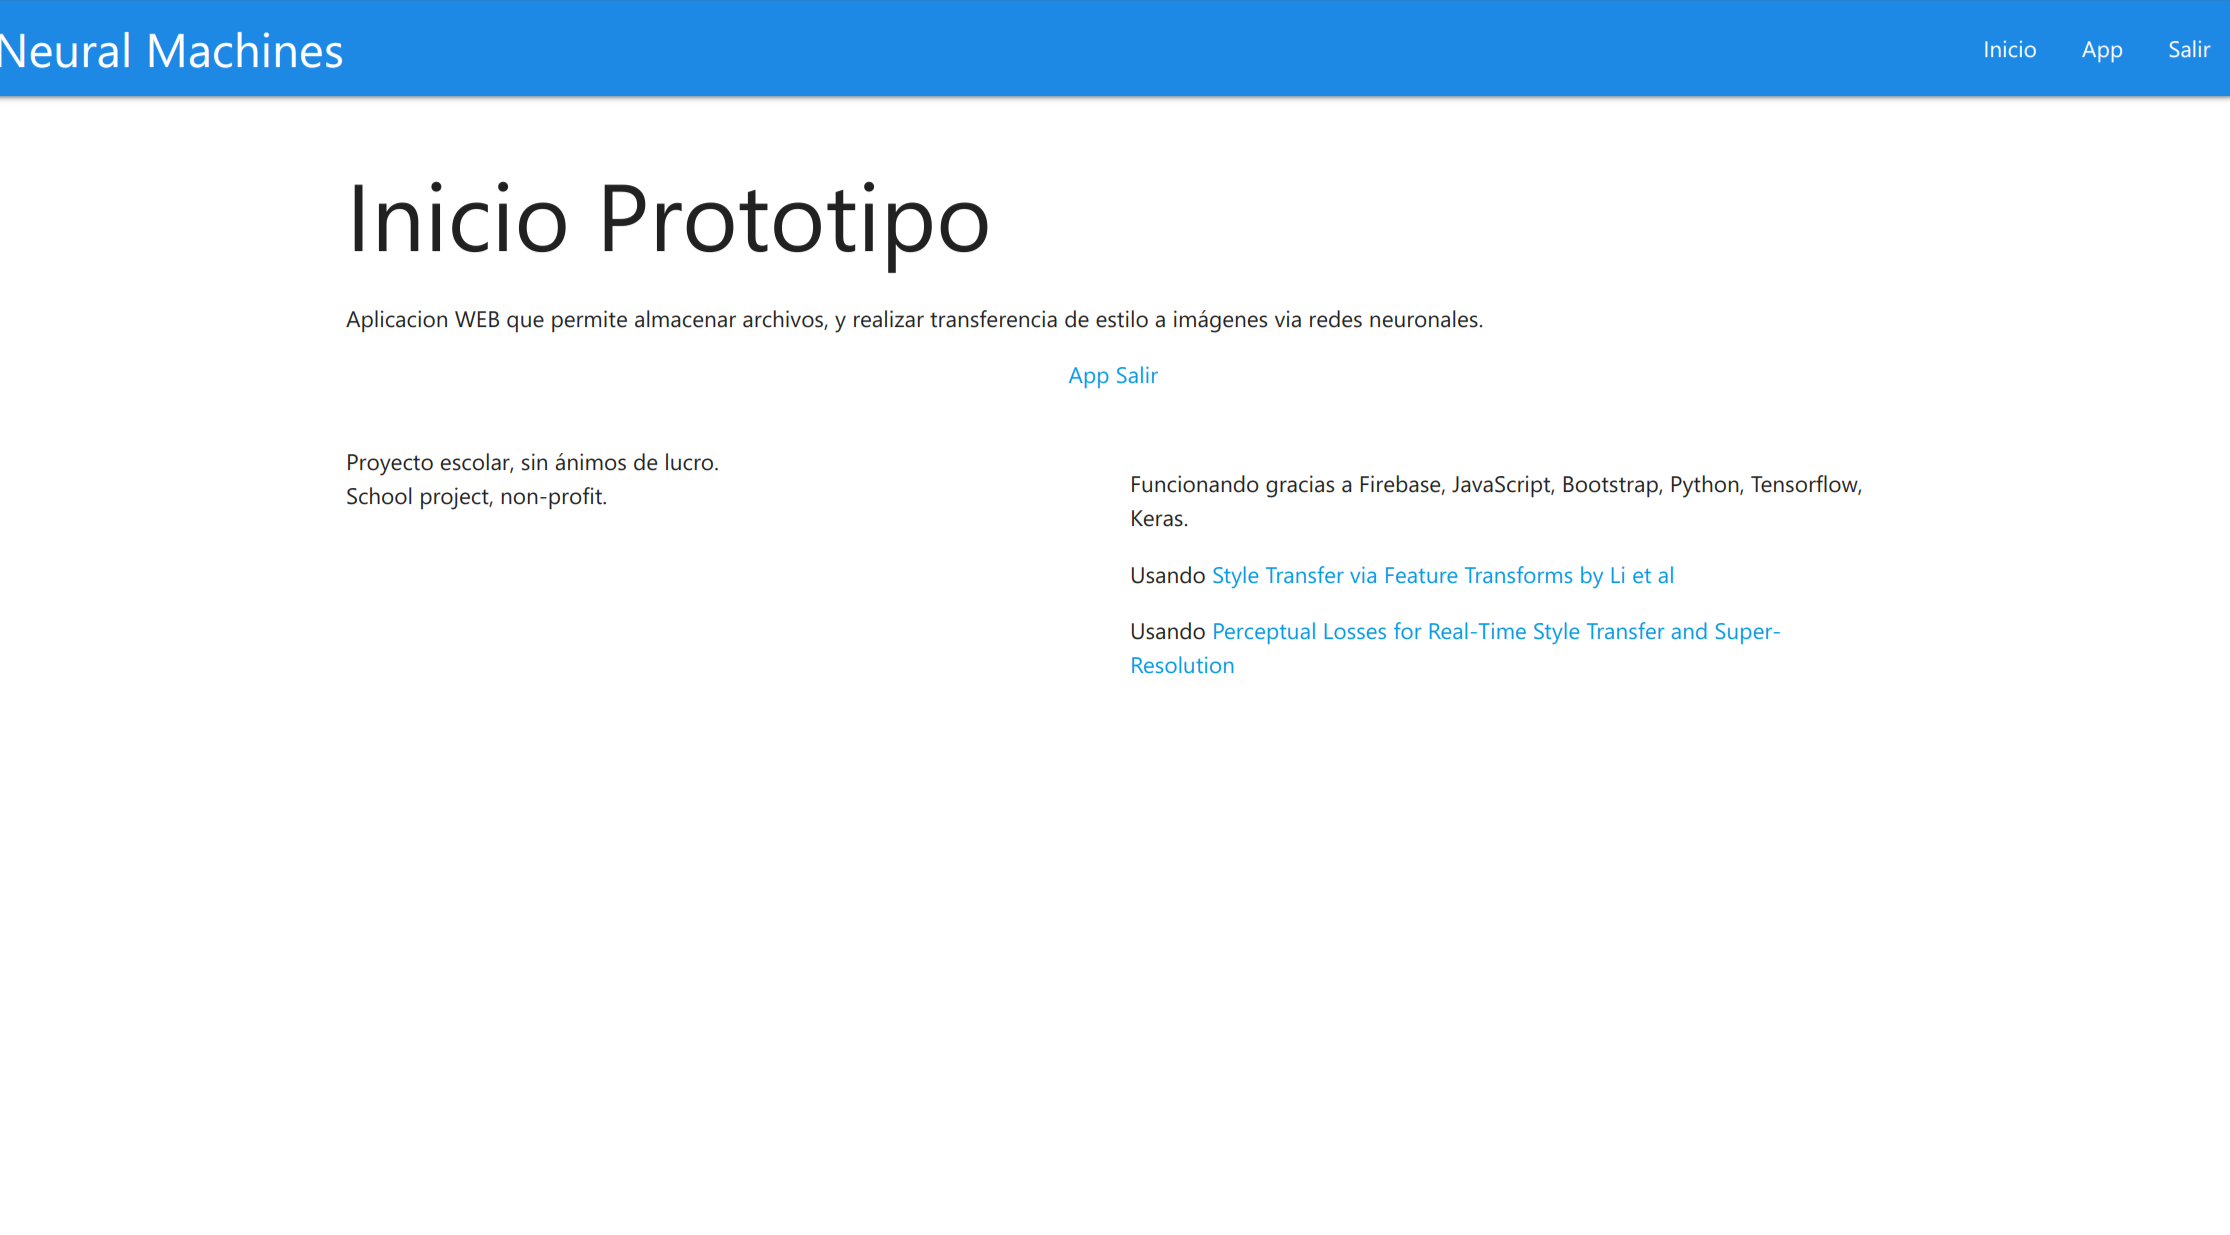 Neural Machines
Inicio App Salir
Inicio Prototipo
Aplicacion WEB que permite almacenar archivos, y realizar transferencia de estilo a imágenes via redes neuronales.
App Salir
Proyecto escolar, sin ánimos de lucro.
School project, non-profit.
Funcionando gracias a Firebase, JavaScript, Bootstrap, Python, Tensorflow,
Keras.
Usando Style Transfer via Feature Transforms by Li et al
Usando Perceptual Losses for Real-Time Style Transfer and Super-
Resolution